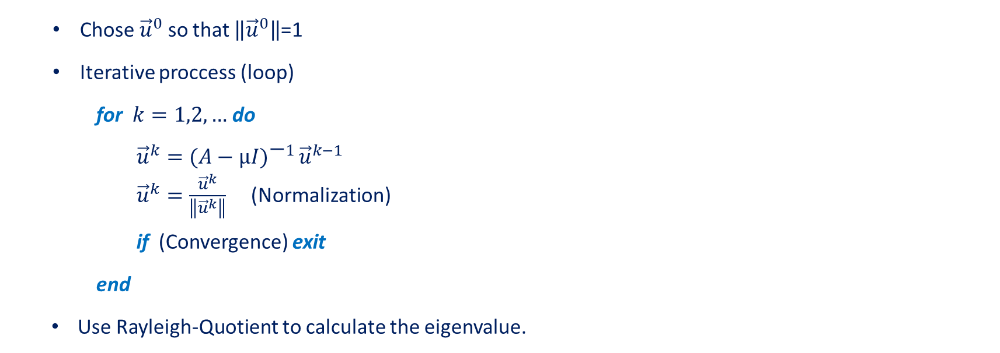 • Chose $\vec{u}^0$ so that $\|\vec{u}^0\|$=1
• Iterative proccess (loop)
for $k = 1,2, \ldots$ do
$\vec{u}^k = (A - \mu I)^{-1} \vec{u}^{k-1}$
$\vec{u}^k = \frac{\vec{u}^k}{\|\vec{u}^k\|}$ (Normalization)
if (Convergence) exit
end
• Use Rayleigh-Quotient to calculate the eigenvalue.